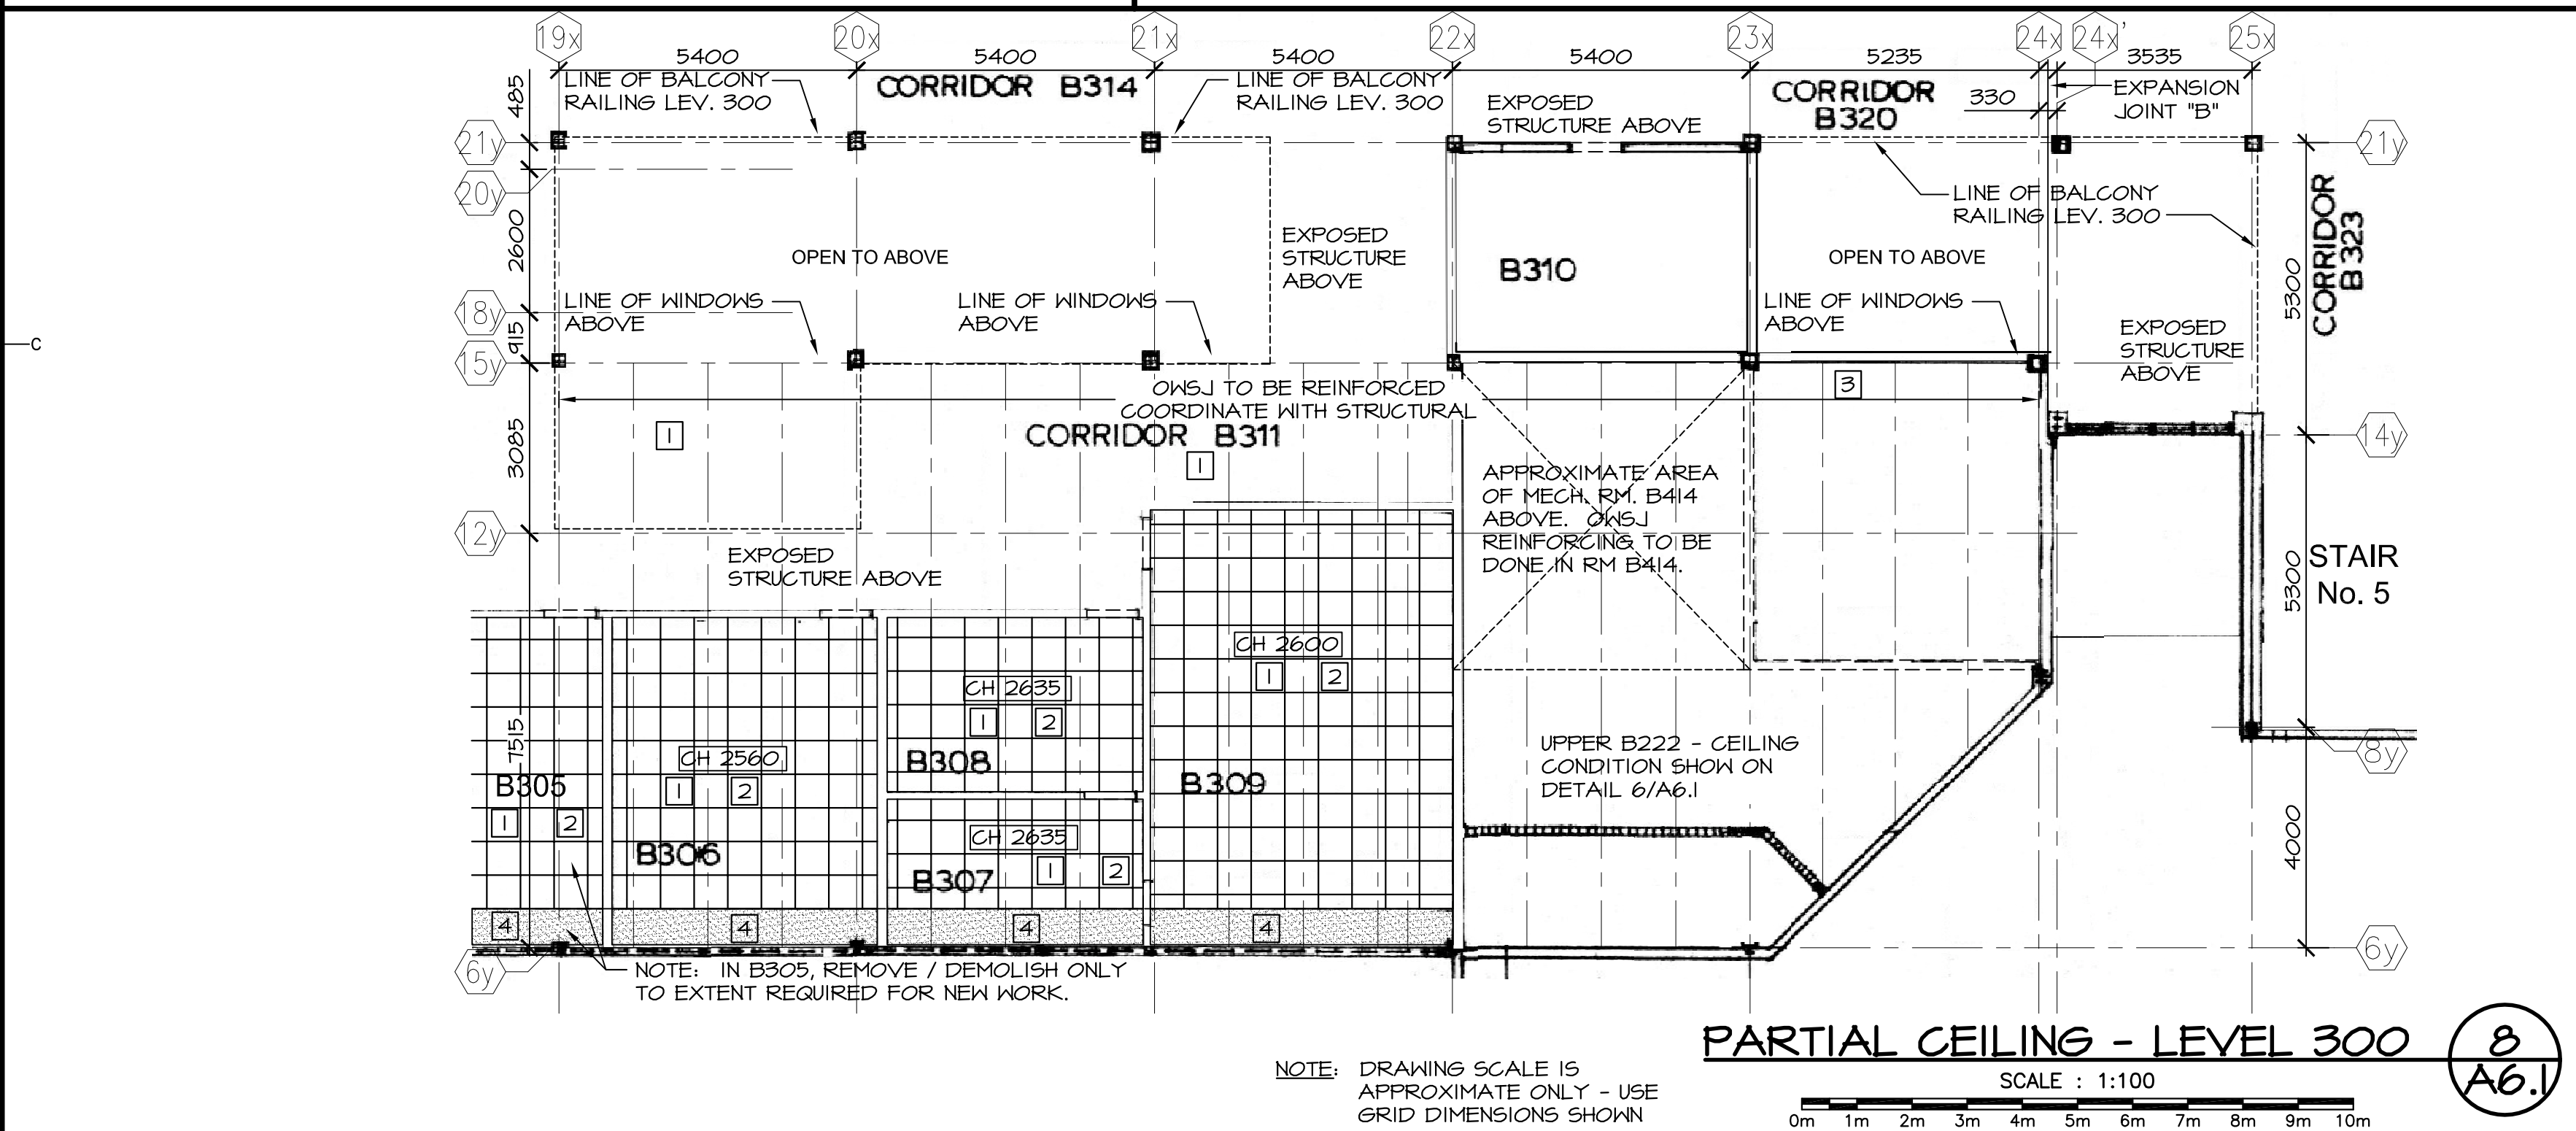 19x
20x
21x
22x
23x
24x
24x'
25x
5400
5400
5400
5400
5235
3535
330
LINE OF BALCONY
RAILING LEV. 300
CORRIDOR B314
LINE OF BALCONY
RAILING LEV. 300
EXPOSED
STRUCTURE ABOVE
CORRIDOR
B320
EXPANSION
JOINT "B"
485
21y
20y
2600
18y
915
15y
3085
12y
7515
6y
21y
CORRIDOR
B323
5300
14y
5300
STAIR
No. 5
8y
4000
6y
LINE OF BALCONY
RAILING LEV. 300
OPEN TO ABOVE
EXPOSED
STRUCTURE
ABOVE
B310
OPEN TO ABOVE
LINE OF WINDOWS
ABOVE
LINE OF WINDOWS
ABOVE
LINE OF WINDOWS
ABOVE
EXPOSED
STRUCTURE
ABOVE
C
OWSJ TO BE REINFORCED
COORDINATE WITH STRUCTURAL
3
1
CORRIDOR B311
1
APPROXIMATE AREA
OF MECH. RM. B414
ABOVE. OWSJ
REINFORCING TO BE
DONE IN RM B414.
EXPOSED
STRUCTURE ABOVE
CH 2600
1 2
CH 2635
1 2
B308
CH 2560
1 2
B305
1 2
B306
B309
CH 2635
1 2
B307
UPPER B222 - CEILING
CONDITION SHOW ON
DETAIL 6/A6.1
4
4
4
4
NOTE: IN B305, REMOVE / DEMOLISH ONLY
TO EXTENT REQUIRED FOR NEW WORK.
PARTIAL CEILING - LEVEL 300
8
A6.1
SCALE : 1:100
0m 1m 2m 3m 4m 5m 6m 7m 8m 9m 10m
NOTE: DRAWING SCALE IS
APPROXIMATE ONLY - USE
GRID DIMENSIONS SHOWN